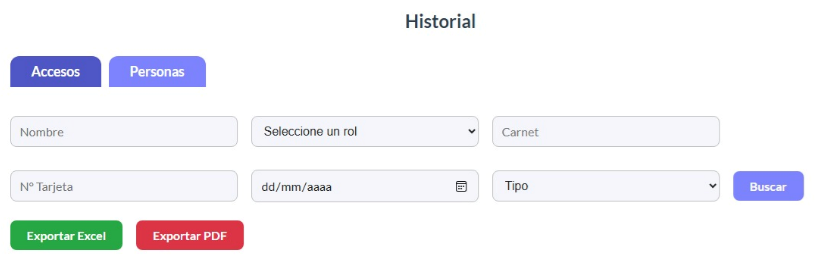 Historial
Accesos Personas
Nombre Seleccione un rol Carnet
Nº Tarjeta dd/mm/aaaa Tipo Buscar
Exportar Excel Exportar PDF